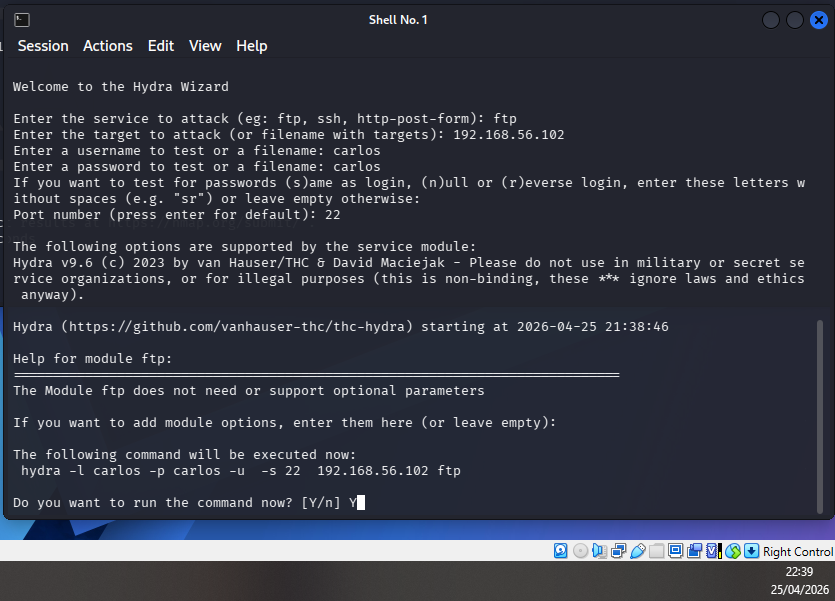 Shell No. 1
Session Actions Edit View Help
Welcome to the Hydra Wizard
Enter the service to attack (eg: ftp, ssh, http-post-form): ftp
Enter the target to attack (or filename with targets): 192.168.56.102
Enter a username to test or a filename: carlos
Enter a password to test or a filename: carlos
If you want to test for passwords (s)ame as login, (n)ull or (r)everse login, enter these letters w
ithout spaces (e.g. "sr") or leave empty otherwise:
Port number (press enter for default): 22
The following options are supported by the service module:
Hydra v9.6 (c) 2023 by van Hauser/THC & David Maciejak - Please do not use in military or secret se
rvice organizations, or for illegal purposes (this is non-binding, these *** ignore laws and ethics
anyway).
Hydra (https://github.com/vanhauser-thc/thc-hydra) starting at 2026-04-25 21:38:46
Help for module ftp:
The Module ftp does not need or support optional parameters
If you want to add module options, enter them here (or leave empty):
The following command will be executed now:
hydra -l carlos -p carlos -u  -s 22  192.168.56.102 ftp
Do you want to run the command now? [Y/n] Y
Right Control
22:39
25/04/2026